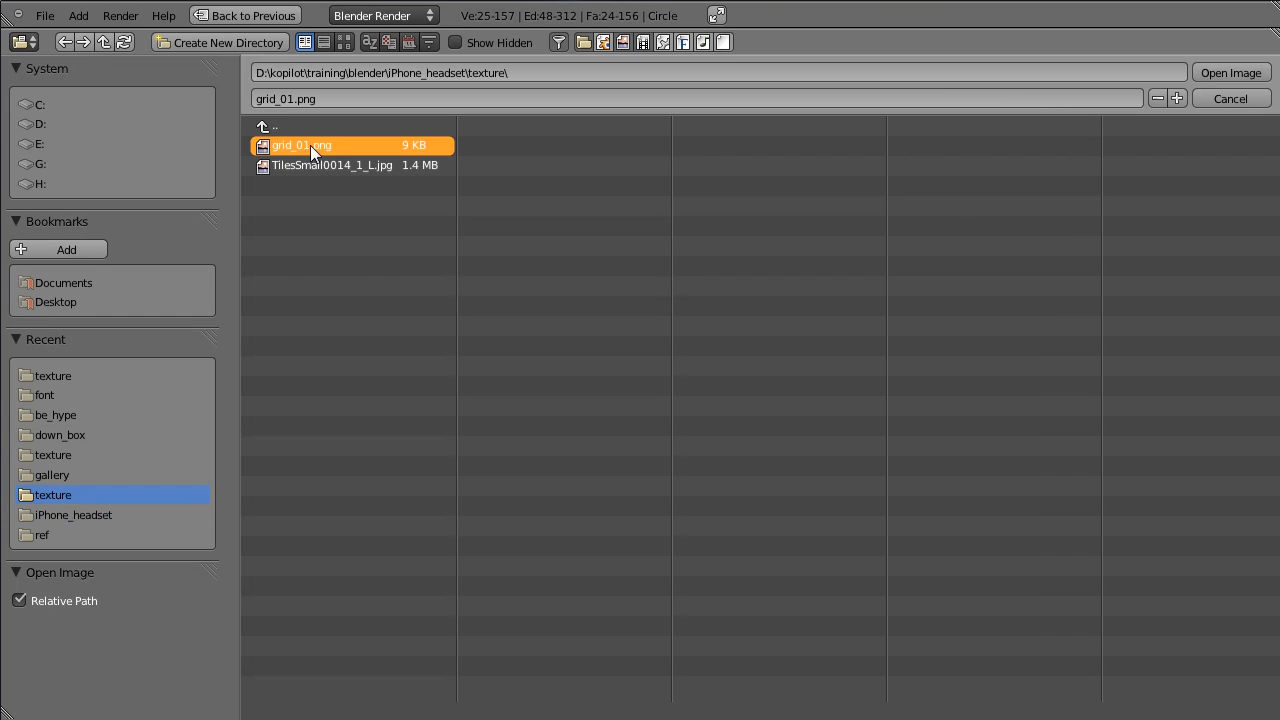 File Add Render Help Back to Previous Blender Render Ve:25-157 | Ed:48-312 | Fa:24-156 | Circle
Create New Directory Show Hidden
System
C:
D:
E:
G:
H:
Bookmarks
Add
Documents
Desktop
Recent
texture
font
be_hype
down_box
texture
gallery
texture
iPhone_headset
ref
Open Image
Relative Path
D:\kopilot\training\blender\iPhone_headset\texture\ Open Image
grid_01.png Cancel
..
grid_01.png 9 KB
TilesSmall0014_1_L.jpg 1.4 MB